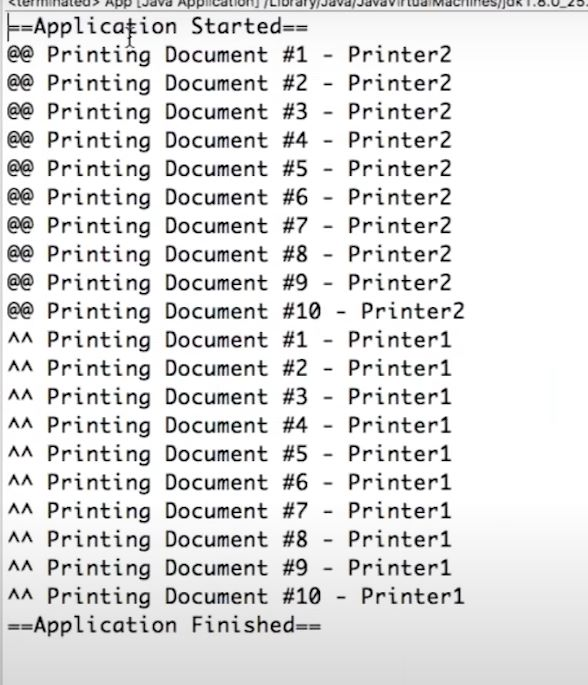 <terminated> App [Java Application] /Library/Java/JavaVirtualMachines/jdk1.8.0_25.
==Application Started==
@@ Printing Document #1 - Printer2
@@ Printing Document #2 - Printer2
@@ Printing Document #3 - Printer2
@@ Printing Document #4 - Printer2
@@ Printing Document #5 - Printer2
@@ Printing Document #6 - Printer2
@@ Printing Document #7 - Printer2
@@ Printing Document #8 - Printer2
@@ Printing Document #9 - Printer2
@@ Printing Document #10 - Printer2
^^ Printing Document #1 - Printer1
^^ Printing Document #2 - Printer1
^^ Printing Document #3 - Printer1
^^ Printing Document #4 - Printer1
^^ Printing Document #5 - Printer1
^^ Printing Document #6 - Printer1
^^ Printing Document #7 - Printer1
^^ Printing Document #8 - Printer1
^^ Printing Document #9 - Printer1
^^ Printing Document #10 - Printer1
==Application Finished==